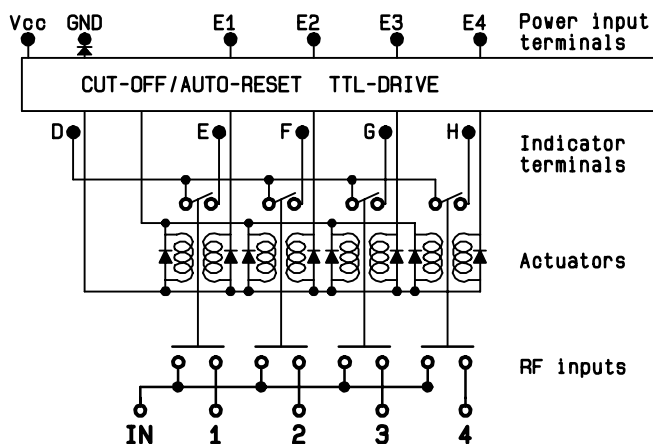 Vcc GND E1 E2 E3 E4 Power input
terminals
CUT-OFF/AUTO-RESET TTL-DRIVE
D E F G H Indicator
terminals
Actuators
RF inputs
IN 1 2 3 4